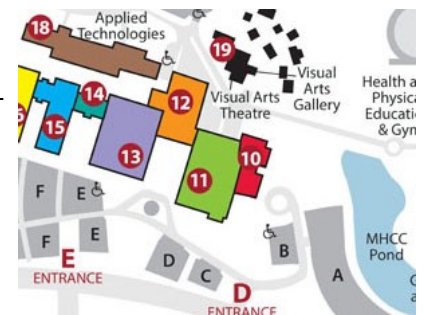 18
Applied
Technologies
19
Visual
Arts
Gallery
Visual Arts
Theatre
Health a
Physica
Educati
& Gym
14
12
15
13
10
11
F
E
F
E
D
C
B
A
MHCC
Pond
E
ENTRANCE
D
ENTRANCE